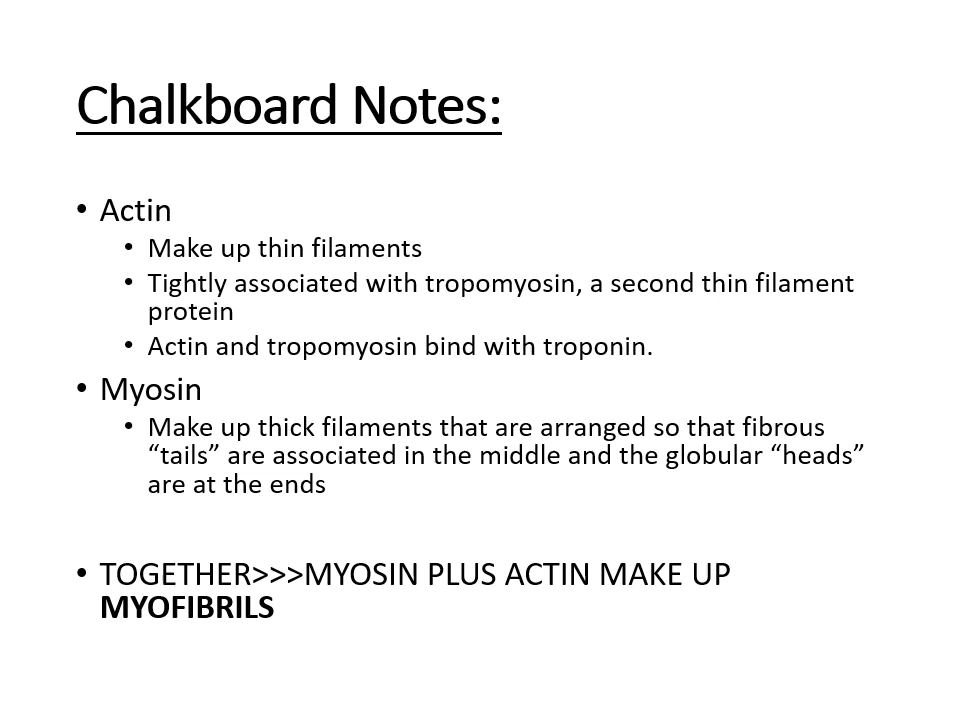 Chalkboard Notes:
• Actin
• Make up thin filaments
• Tightly associated with tropomyosin, a second thin filament
protein
• Actin and tropomyosin bind with troponin.
• Myosin
• Make up thick filaments that are arranged so that fibrous
“tails” are associated in the middle and the globular “heads”
are at the ends
• TOGETHER>>>MYOSIN PLUS ACTIN MAKE UP
MYOFIBRILS